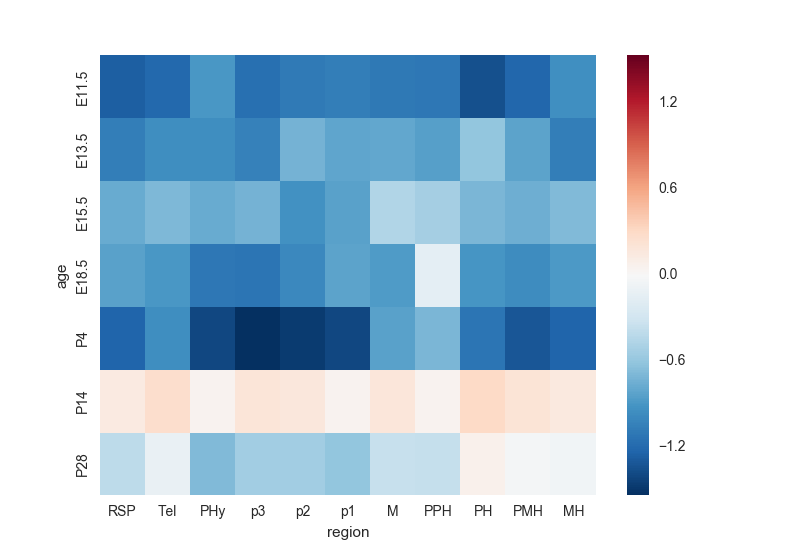 E11.5
E13.5
E15.5
E18.5
P4
P14
P28
age
RSP Tel PHy p3 p2 p1 M PPH PH PMH MH
region
1.2
0.6
0.0
−0.6
−1.2